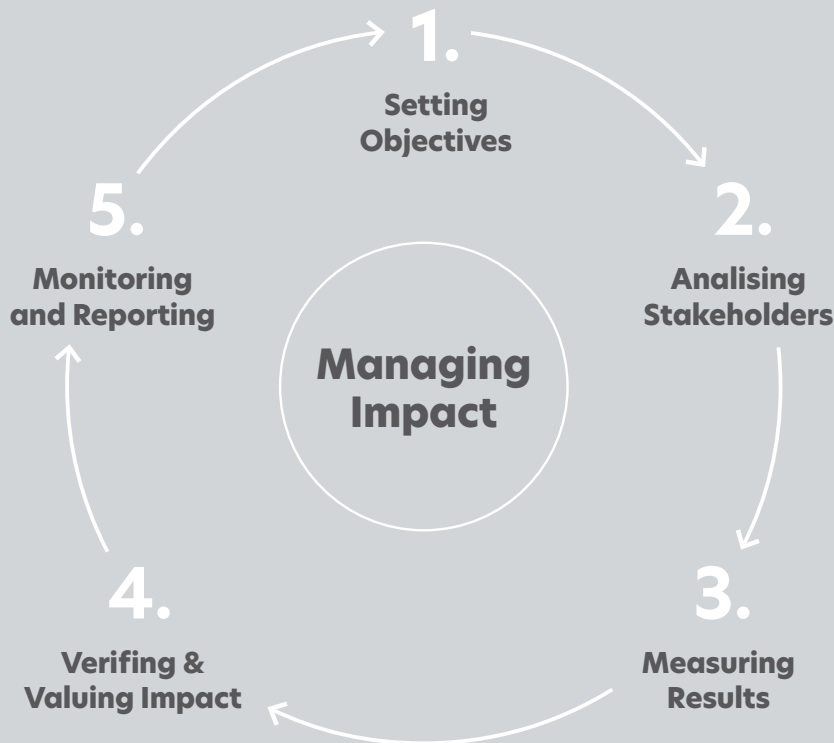 1.
Setting
Objectives
2.
Analising
Stakeholders
3.
Measuring
Results
4.
Verifing &
Valuing Impact
5.
Monitoring
and Reporting
Managing
Impact